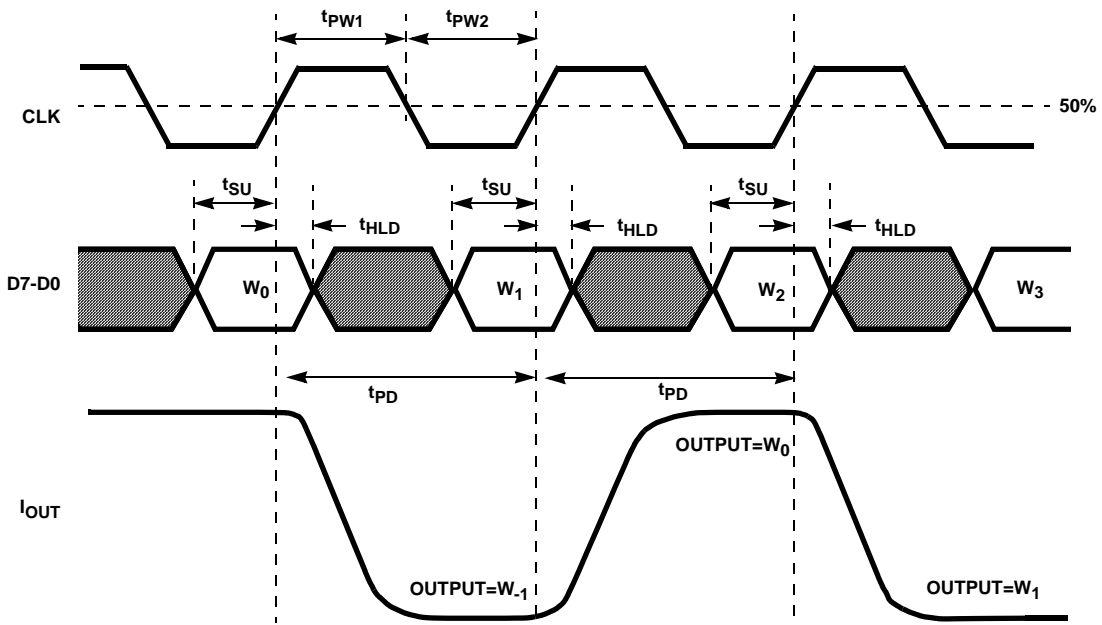 tPW1 tPW2
CLK 50%
tSU tSU tSU
tHLD tHLD tHLD
D7-D0 W0 W1 W2 W3
tPD tPD
OUTPUT=W0
IOUT
OUTPUT=W-1 OUTPUT=W1